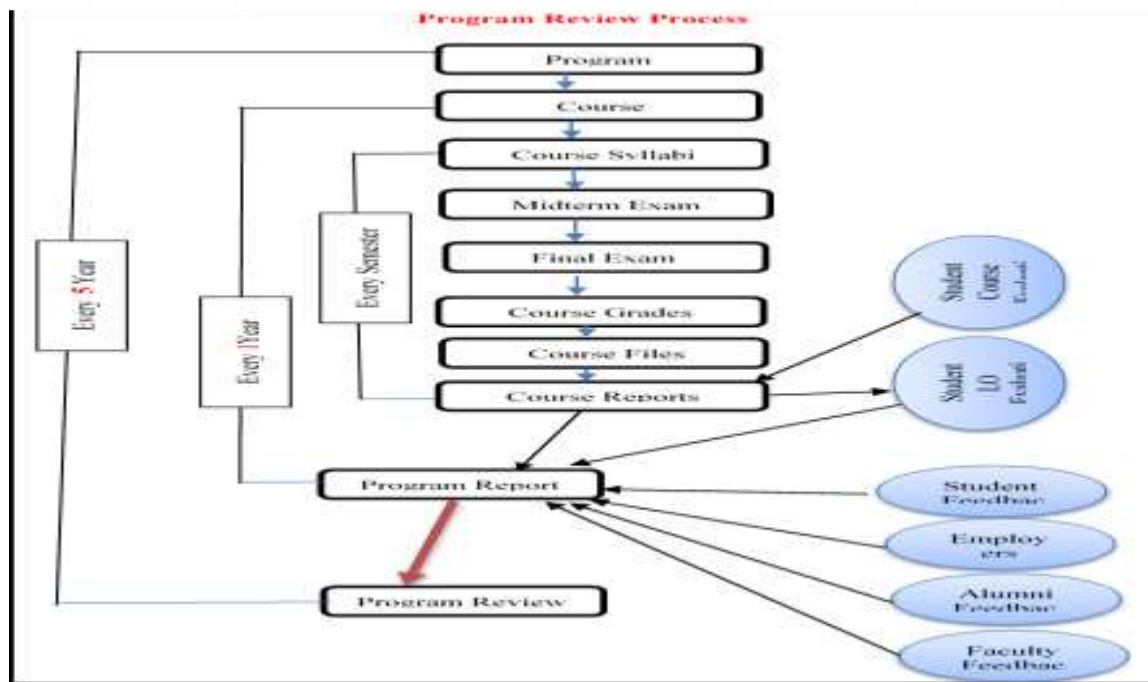 Program Review Process
Program
Course
Course Syllabi
Midterm Exam
Final Exam
Course Grades
Course Files
Course Reports
Program Report
Program Review
Every 5 Year
Every 1Year
Every Semester
Student
Course
Student
LO
Student
Feedbac
Employ
ers
Alumni
Feedbac
Faculty
Feedbac